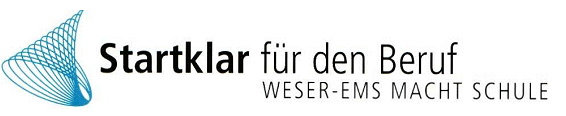 Startklar für den Beruf
WESER-EMS MACHT SCHULE